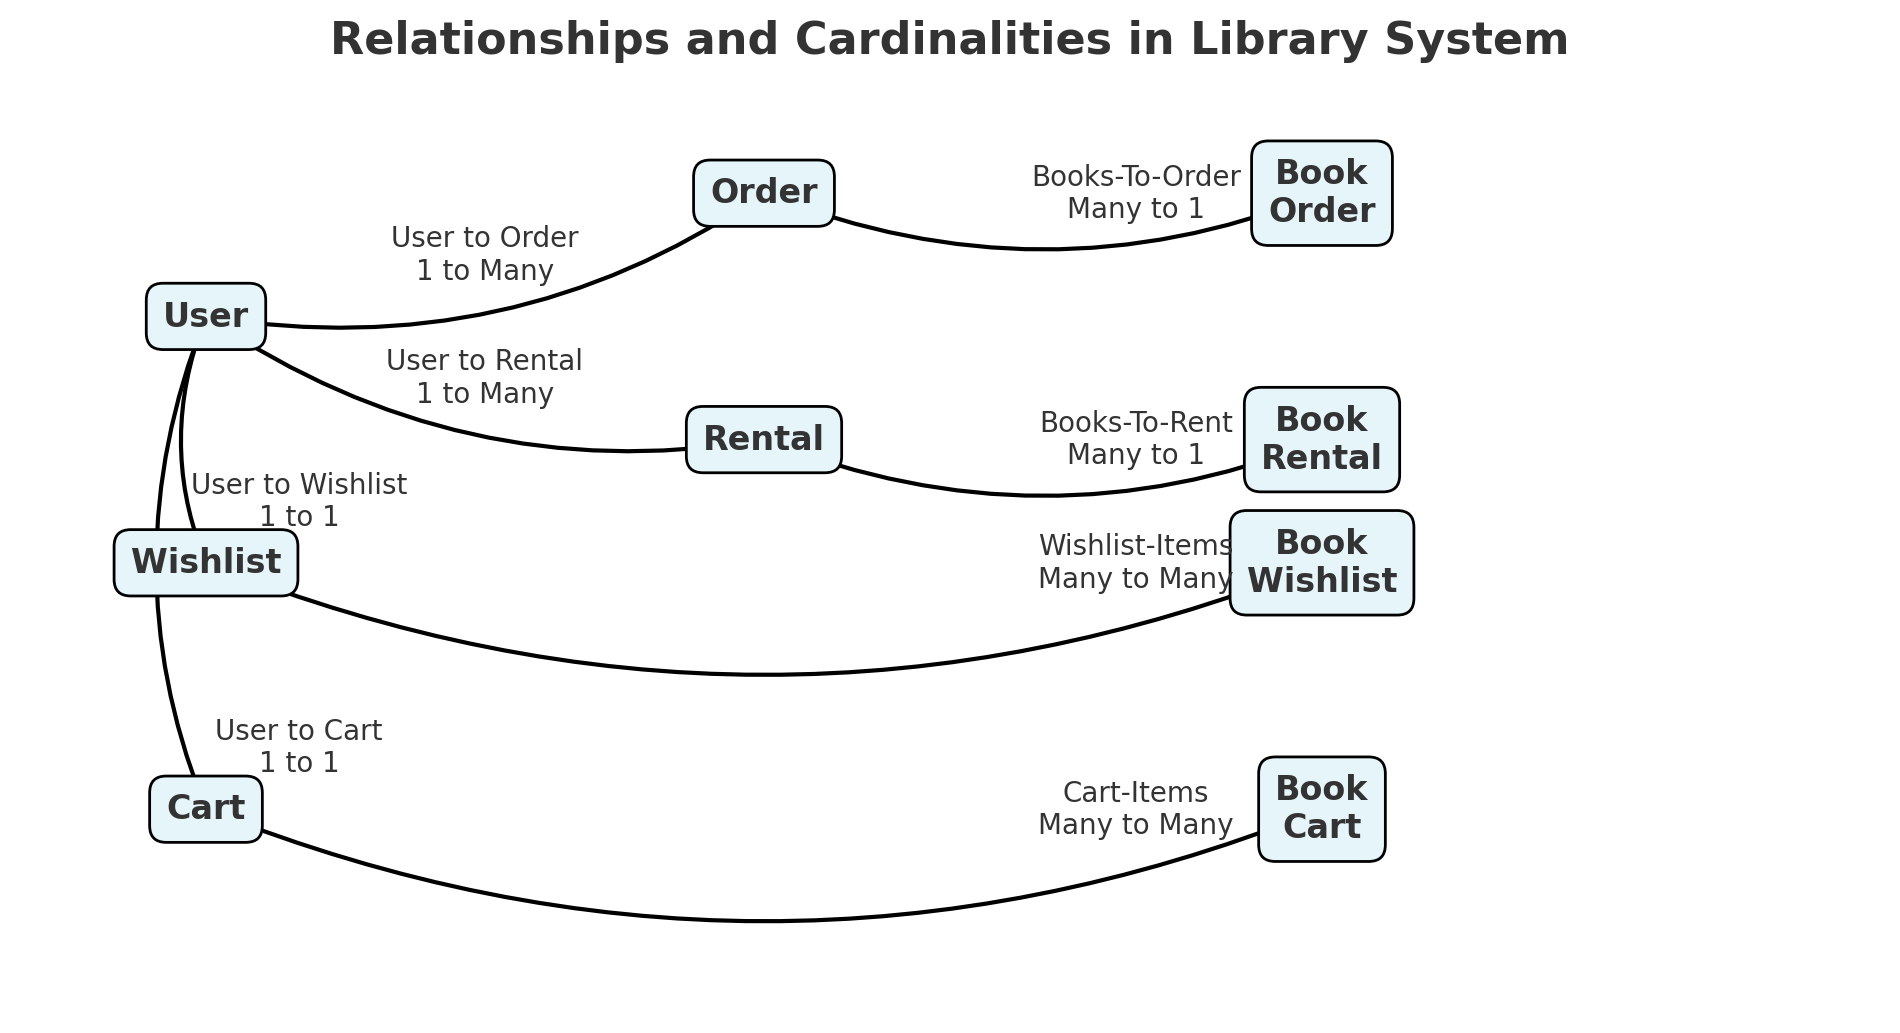 Relationships and Cardinalities in Library System
Order
Books-To-Order
Many to 1
Book
Order
User to Order
1 to Many
User
User to Rental
1 to Many
Rental
Books-To-Rent
Many to 1
Book
Rental
User to Wishlist
1 to 1
Wishlist
Wishlist-Items
Many to Many
Book
Wishlist
User to Cart
1 to 1
Cart
Cart-Items
Many to Many
Book
Cart